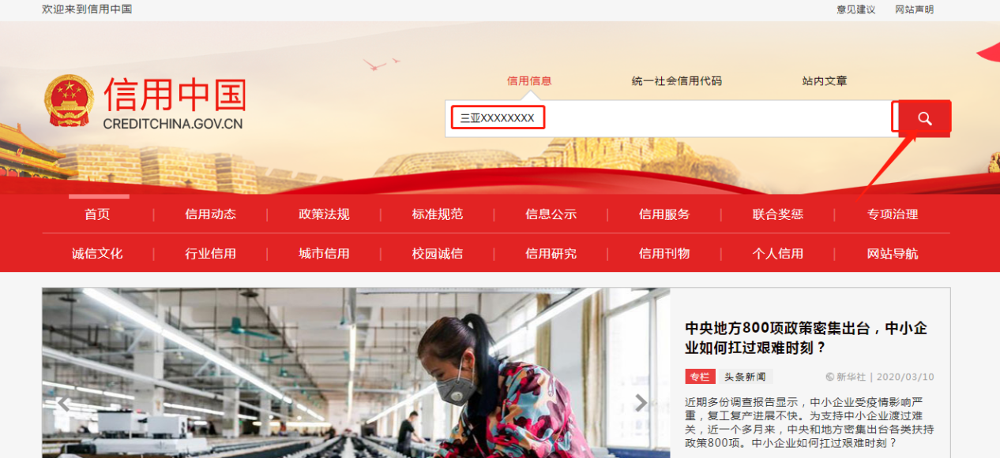 欢迎来到信用中国
意见建议 网站声明
信用信息 统一社会信用代码 站内文章
信用中国
CREDITCHINA.GOV.CN
三亚XXXXXXXX
首页 | 信用动态 | 政策法规 | 标准规范 | 信息公示 | 信用服务 | 联合奖惩 | 专项治理
诚信文化 | 行业信用 | 城市信用 | 校园诚信 | 信用研究 | 信用刊物 | 个人信用 | 网站导航
中央地方800项政策密集出台，中小企
业如何扛过艰难时刻？
专栏 头条新闻 © 新华社 | 2020/03/10
近期多份调查报告显示，中小企业受疫情影响严
重，复工复产进展不快。为支持中小企业渡过难
关，近一个多月来，中央和地方密集出台各类扶持
政策800项。中小企业如何扛过艰难时刻？